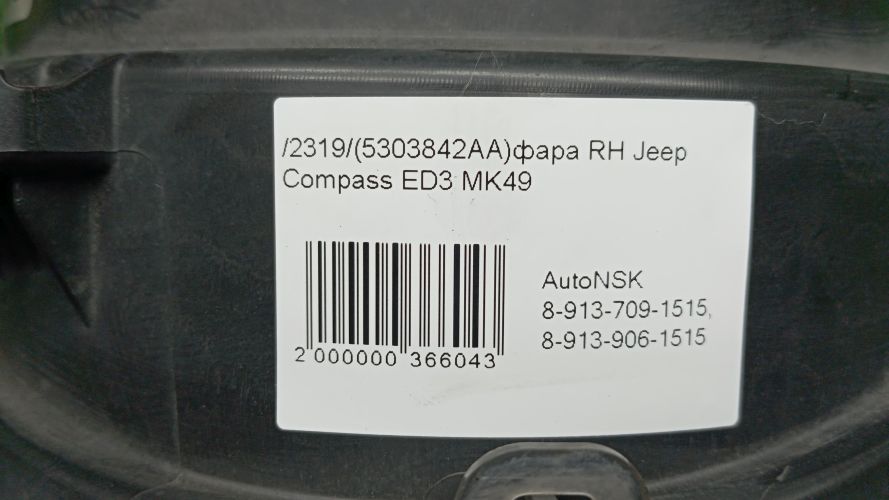 /2319/(5303842AA)фара RH Jeep
Compass ED3 MK49
AutoNSK
8-913-709-1515,
8-913-906-1515
2 000000 366043